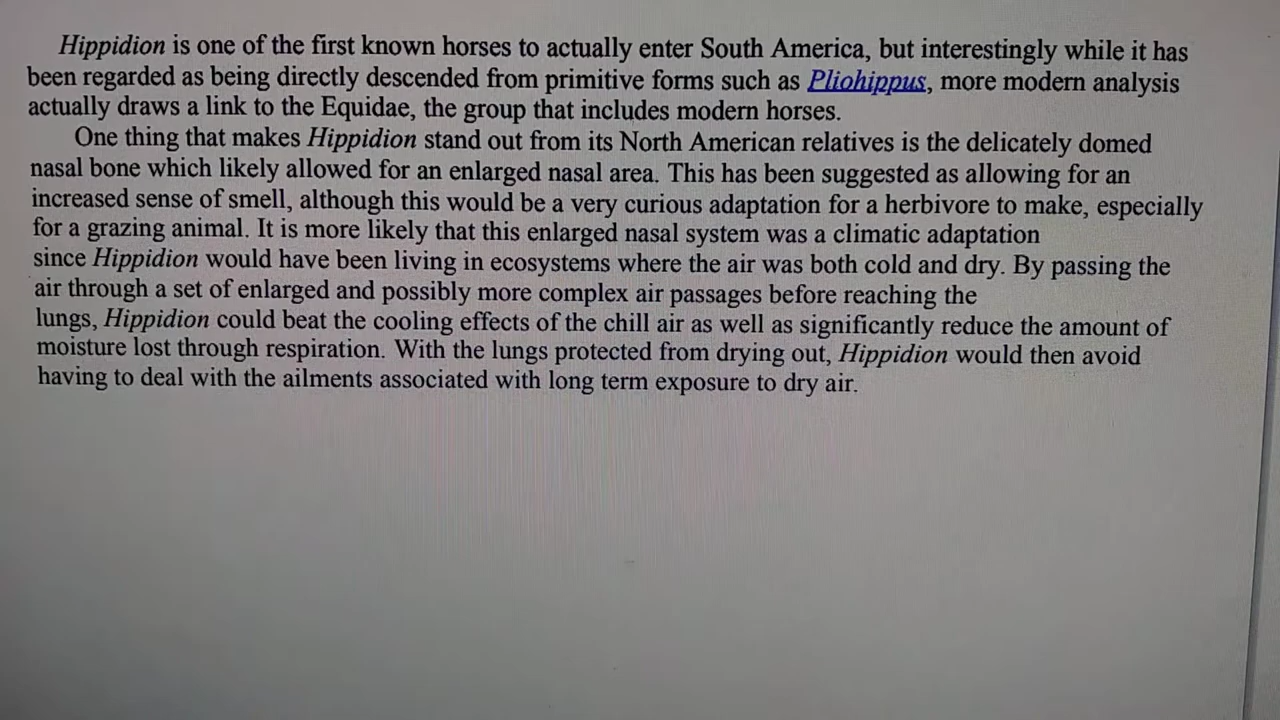 Hippidion is one of the first known horses to actually enter South America, but interestingly while it has
been regarded as being directly descended from primitive forms such as Pliohippus, more modern analysis
actually draws a link to the Equidae, the group that includes modern horses.
One thing that makes Hippidion stand out from its North American relatives is the delicately domed
nasal bone which likely allowed for an enlarged nasal area. This has been suggested as allowing for an
increased sense of smell, although this would be a very curious adaptation for a herbivore to make, especially
for a grazing animal. It is more likely that this enlarged nasal system was a climatic adaptation
since Hippidion would have been living in ecosystems where the air was both cold and dry. By passing the
air through a set of enlarged and possibly more complex air passages before reaching the
lungs, Hippidion could beat the cooling effects of the chill air as well as significantly reduce the amount of
moisture lost through respiration. With the lungs protected from drying out, Hippidion would then avoid
having to deal with the ailments associated with long term exposure to dry air.